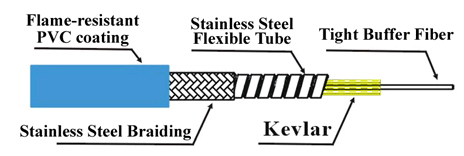 Flame-resistant
PVC coating
Stainless Steel
Flexible Tube
Tight Buffer Fiber
Stainless Steel Braiding
Kevlar